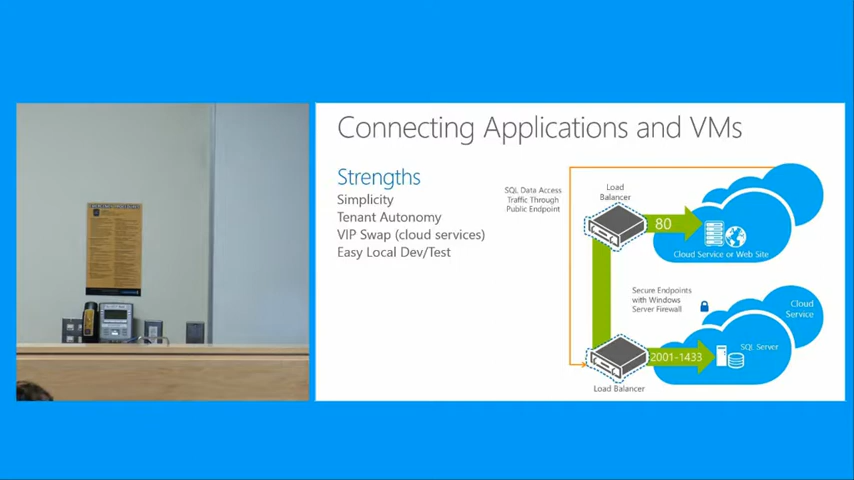 Connecting Applications and VMs
Strengths
Simplicity
Tenant Autonomy
VIP Swap (cloud services)
Easy Local Dev/Test
SQL Data Access
Traffic Through
Public Endpoint
Load
Balancer
80
Cloud Service or Web Site
Secure Endpoints
with Windows
Server Firewall
Cloud
Service
2001-1433
SQL Server
Load Balancer